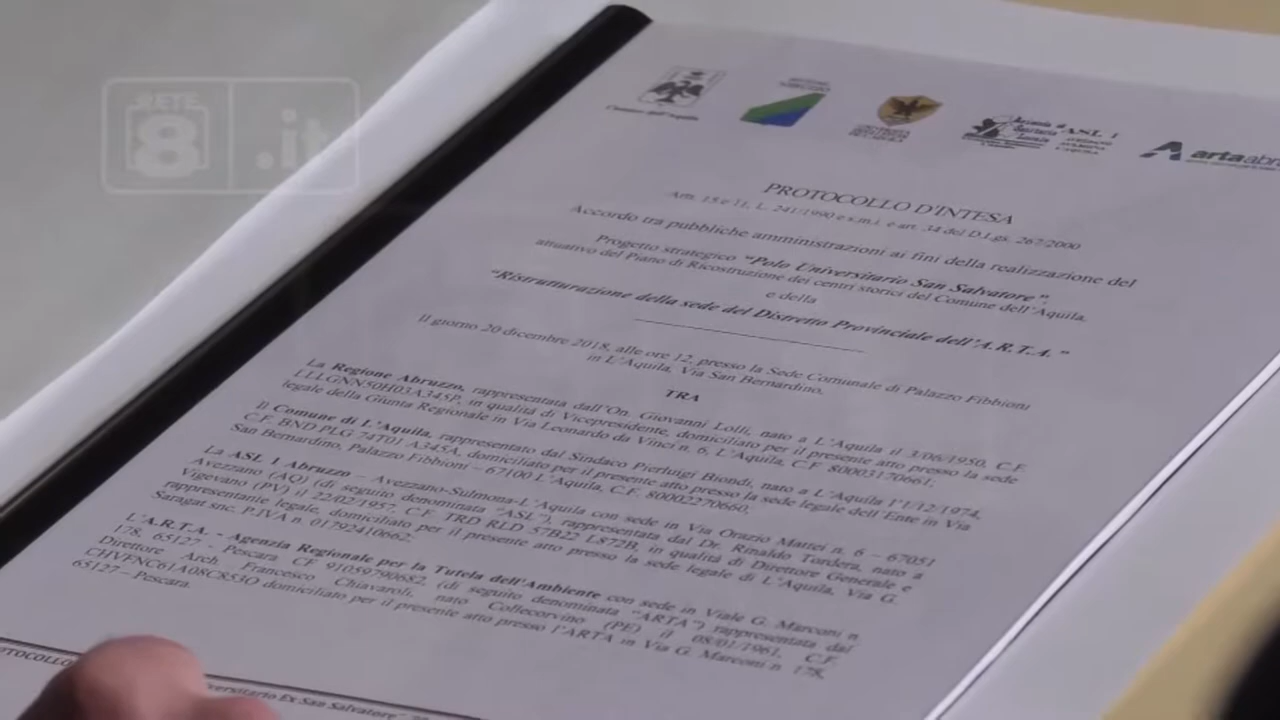 RETE 8 .it
Comune dell'Aquila
REGIONE ABRUZZO
ASL 1
artaabr
PROTOCOLLO D'INTESA
Artt. 15 e 11, L. 241/1990 e s.m.i. e art. 34 del D.Lgs. 267/2000
Accordo tra pubbliche amministrazioni ai fini della realizzazione del
Progetto strategico "Polo Universitario San Salvatore",
attuativo del Piano di Ricostruzione dei centri storici del Comune dell'Aquila.
e della
"Ristrutturazione della sede del Distretto Provinciale dell'A.R.T.A."
Il giorno 20 dicembre 2018, alle ore 12, presso la Sede Comunale di Palazzo Fibbioni
in L'Aquila, Via San Bernardino,
TRA
La Regione Abruzzo, rappresentata dall'On. Giovanni Lolli, nato a L'Aquila il 3/06/1950, C.F.
LLLGNN50H03A345P, in qualità di Vicepresidente, domiciliato per il presente atto presso la sede
legale della Giunta Regionale in Via Leonardo da Vinci n. 6, L'Aquila, C.F. 80003170661;
Il Comune di L'Aquila, rappresentato dal Sindaco Pierluigi Biondi, nato a L'Aquila l'1/12/1974,
C.F. BND PLG 74T01 A345A, domiciliato per il presente atto presso la sede legale dell'Ente in Via
San Bernardino, Palazzo Fibbioni – 67100 L'Aquila, C.F. 80002270660;
La ASL 1 Abruzzo – Avezzano-Sulmona-L'Aquila con sede in Via Orazio Mattei n. 6 – 67051
Avezzano (AQ) (di seguito denominata "ASL"), rappresentata dal Dr. Rinaldo Tordera, nato a
Vigevano (PV) il 22/02/1957, C.F. TRD RLD 57B22 L872B, in qualità di Direttore Generale e
rappresentante legale, domiciliato per il presente atto presso la sede legale di L'Aquila, Via G.
Saragat snc. P.IVA n. 01792410662.
L'A.R.T.A. - Agenzia Regionale per la Tutela dell'Ambiente con sede in Viale G. Marconi n
178, 65127 - Pescara CF 91059790682, (di seguito denominata "ARTA") rappresentata dal
Direttore Arch. Francesco Chiavaroli, nato Collecorvino (PE) il 08/01/1961, C.F.
CHVFNC61A08C853O domiciliato per il presente atto presso l'ARTA in Via G. Marconi n 178,
65127 – Pescara.
OTOCOLLO versitario Ex San Salvatore"